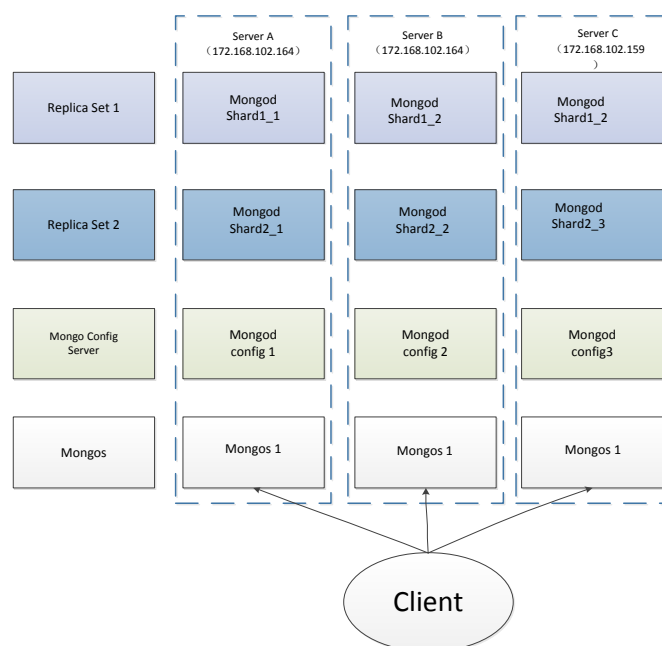 Server A
（172.168.102.164）
Server B
（172.168.102.164）
Server C
（172.168.102.159
）
Replica Set 1
Mongod
Shard1_1
Mongod
Shard1_2
Mongod
Shard1_2
Replica Set 2
Mongod
Shard2_1
Mongod
Shard2_2
Mongod
Shard2_3
Mongo Config
Server
Mongod
config 1
Mongod
config 2
Mongod
config3
Mongos
Mongos 1
Mongos 1
Mongos 1
Client